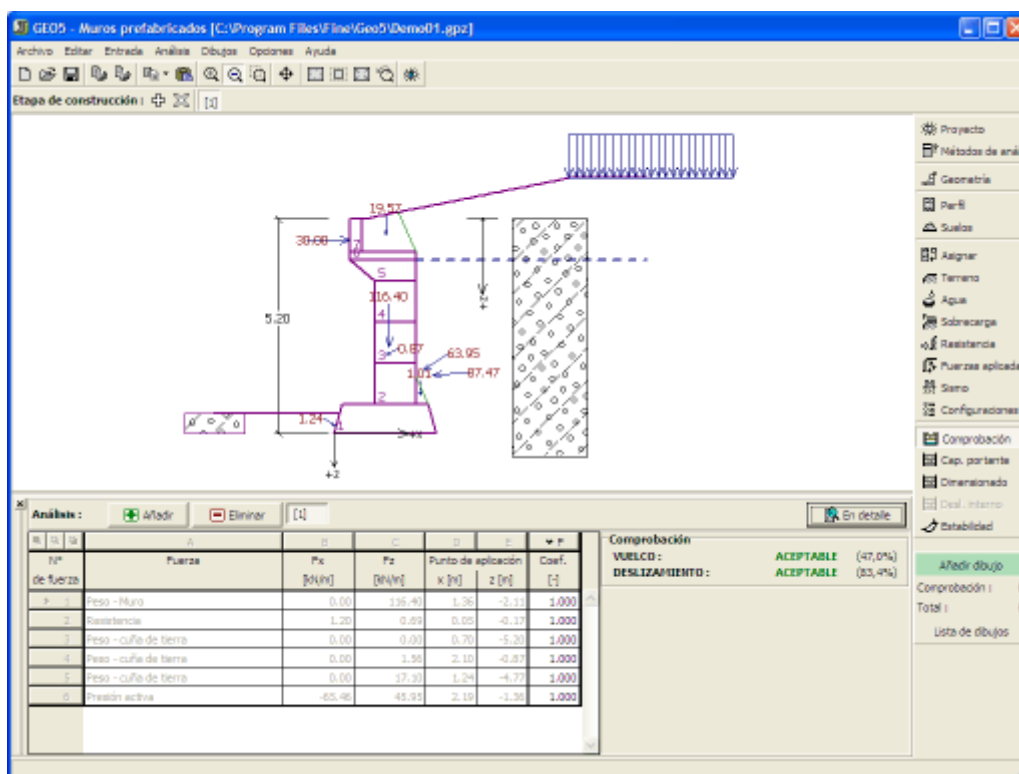 GEO5 - Muros prefabricados [C:\Program Files\Fine\Geo5\Demo01.gpz]
Archivo Editar Entrada Análisis Dibujos Opciones Ayuda
Etapa de construcción : [1]
Proyecto
Métodos de aná
Geometría
Perfil
Suelos
Asignar
Terreno
Agua
Sobrecarga
Resistencia
Fuerzas aplicada
Sismo
Configuraciones
Comprobación
Cap. portante
Dimensionado
Desl. interno
Estabilidad
Añadir dibujo
Comprobación :
Total :
Lista de dibujos
19.57
5
116.40
5.20
4
+z
3
0.87
63.95
87.47
2
1.24
1
+x
+z
Análisis : Añadir Eliminar [1] En detalle
A B C D E F
Nº Fuerza Fx Fz Punto de aplicación Coef.
de fuerza [kN/m] [kN/m] x [m] z [m] [-]
1 Peso - Muro 0.00 116.40 1.36 -2.11 1.000
2 Resistencia 1.20 0.69 0.05 -0.17 1.000
3 Peso - cuña de tierra 0.00 0.00 0.70 -5.20 1.000
4 Peso - cuña de tierra 0.00 1.56 2.10 -0.87 1.000
5 Peso - cuña de tierra 0.00 17.10 1.24 -4.77 1.000
6 Presión activa -65.46 45.95 2.19 -1.36 1.000
Comprobación
VUELCO : ACEPTABLE (47,0%)
DESLIZAMIENTO : ACEPTABLE (83,4%)